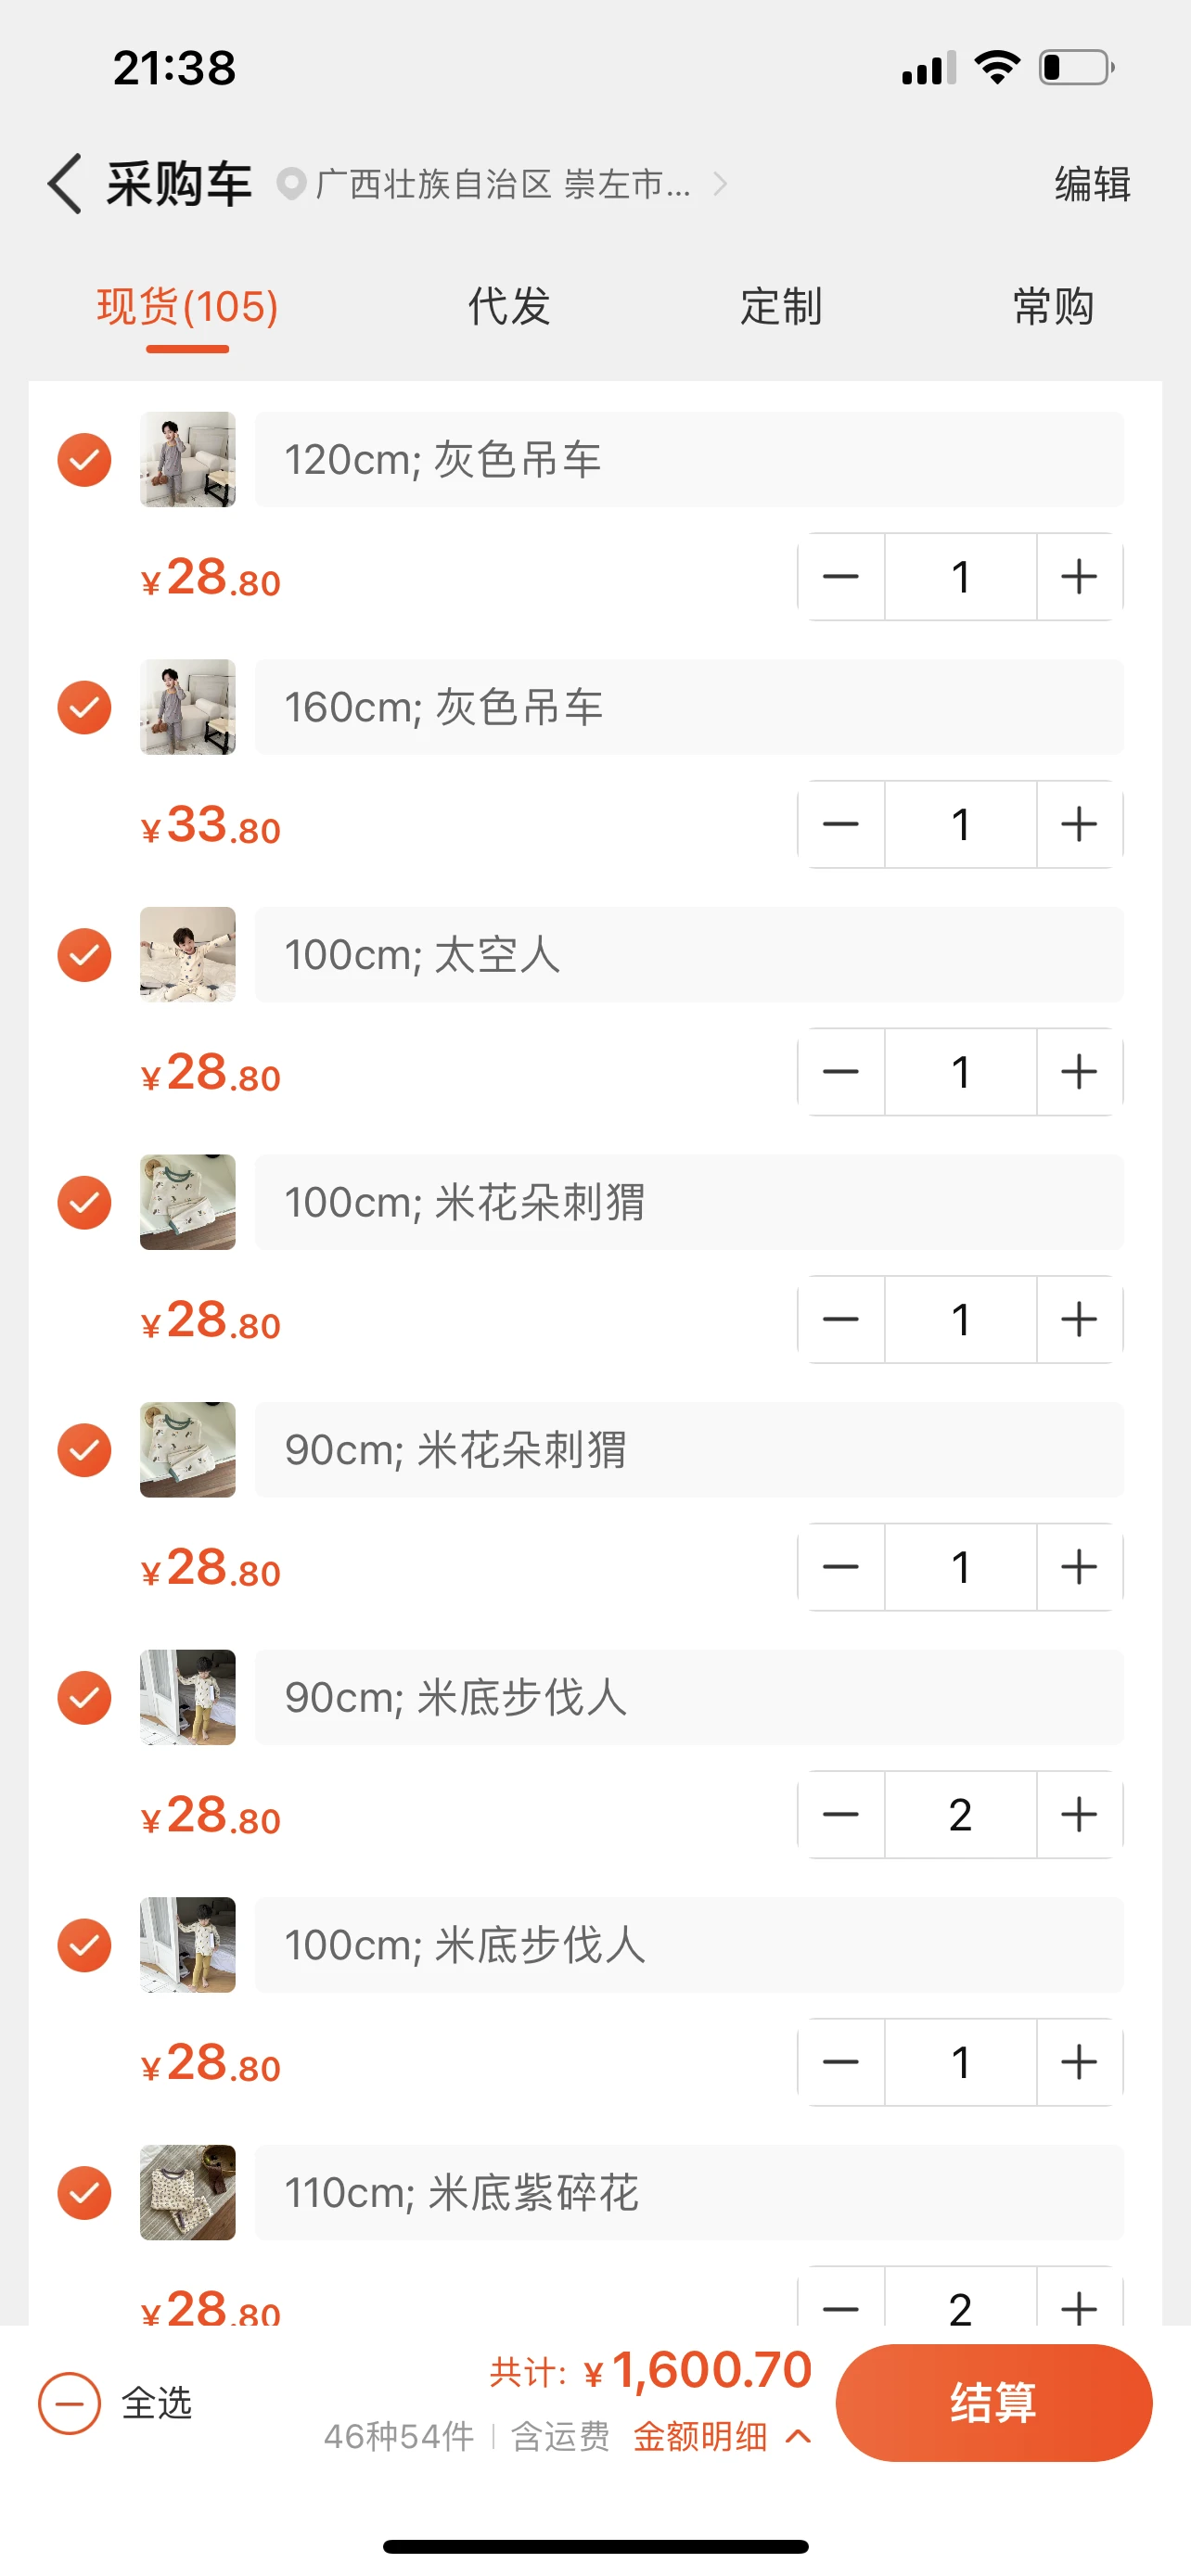 21:38
采购车 广西壮族自治区 崇左市... 编辑
现货(105) 代发 定制 常购
120cm; 灰色吊车
¥28.80 1
160cm; 灰色吊车
¥33.80 1
100cm; 太空人
¥28.80 1
100cm; 米花朵刺猬
¥28.80 1
90cm; 米花朵刺猬
¥28.80 1
90cm; 米底步伐人
¥28.80 2
100cm; 米底步伐人
¥28.80 1
110cm; 米底紫碎花
¥28.80 2
全选 共计: ¥1,600.70 结算
46种54件 含运费 金额明细